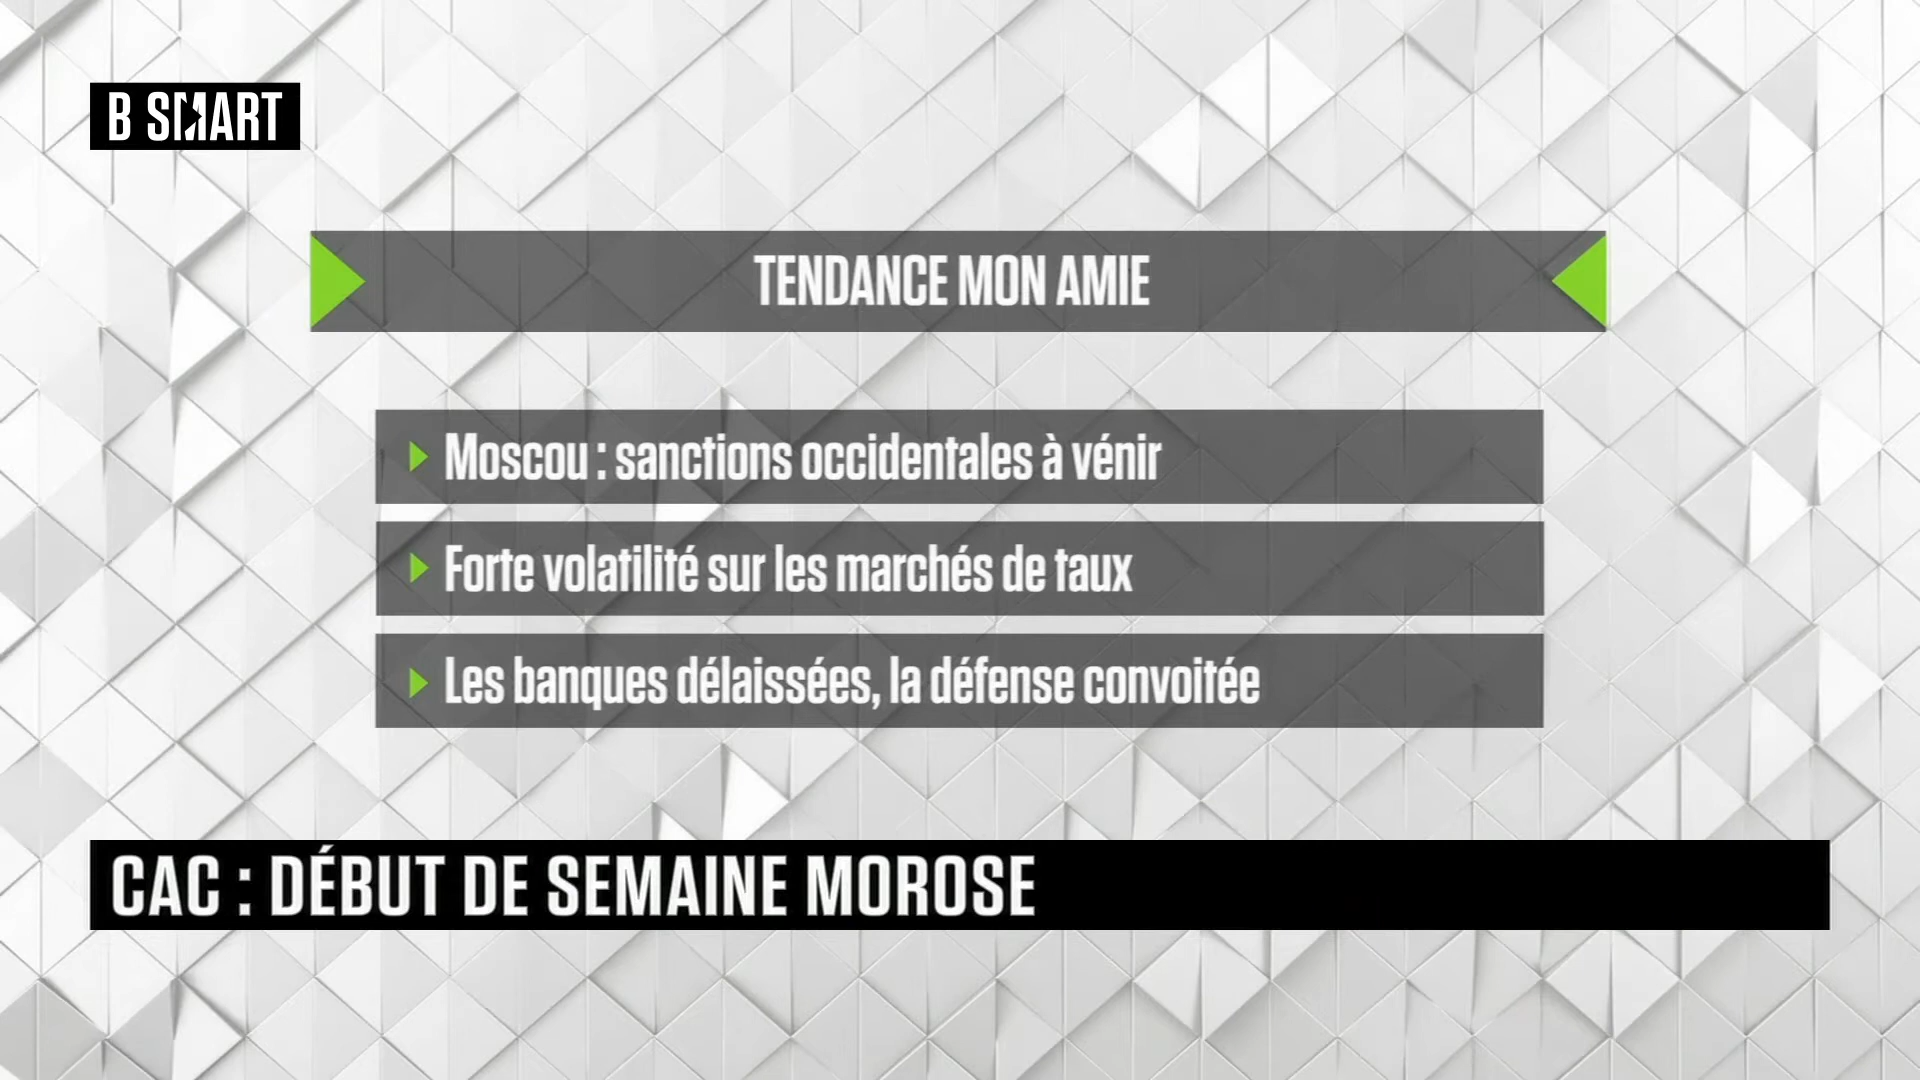 B SMART
TENDANCE MON AMIE
Moscou : sanctions occidentales à vénir
Forte volatilité sur les marchés de taux
Les banques délaissées, la défense convoitée
CAC : DÉBUT DE SEMAINE MOROSE